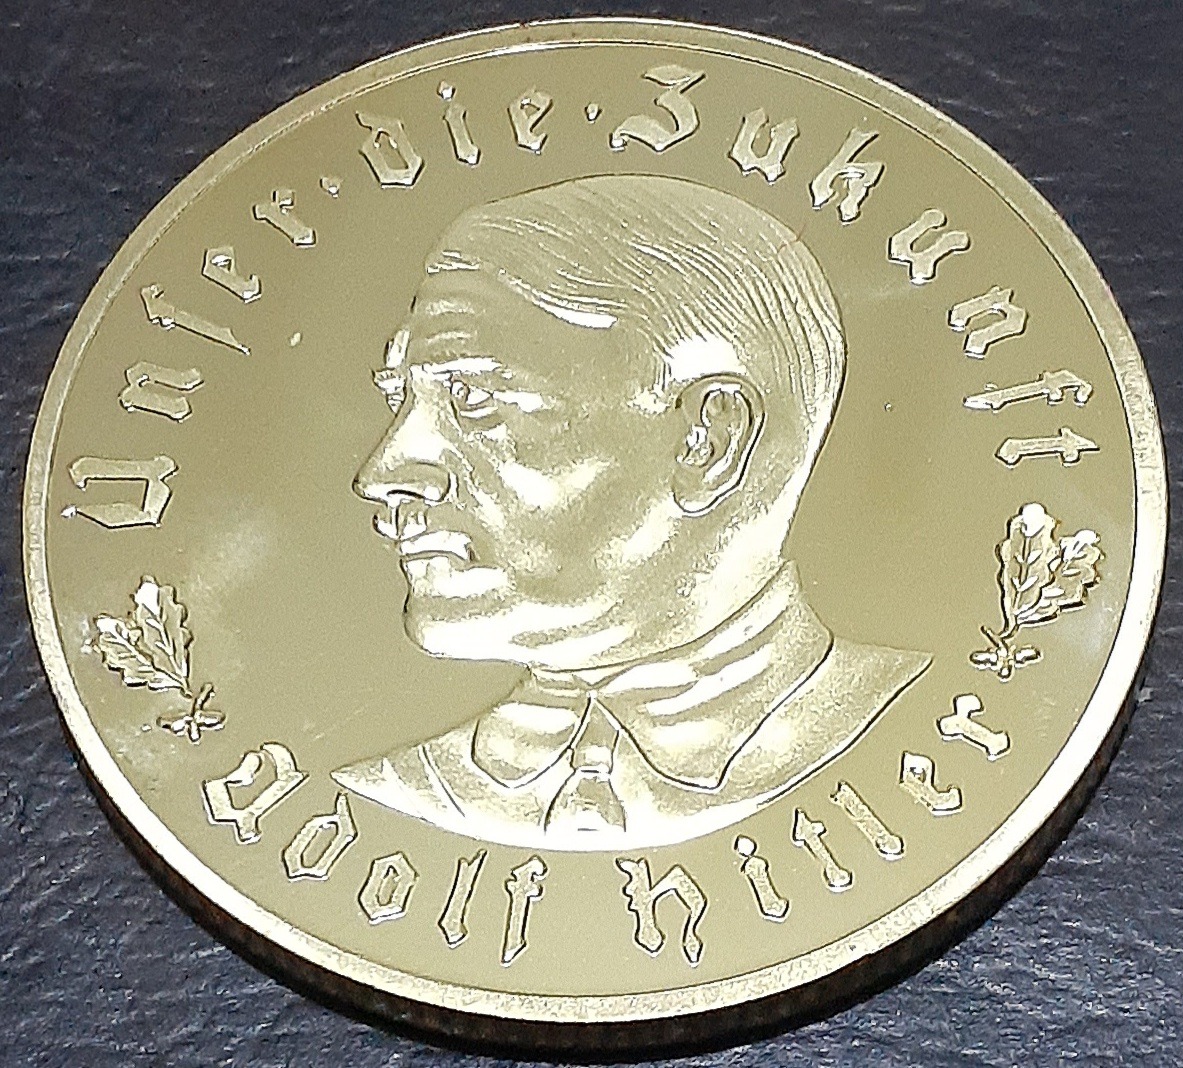 Unser · die · Zukunft
Adolf Hitler